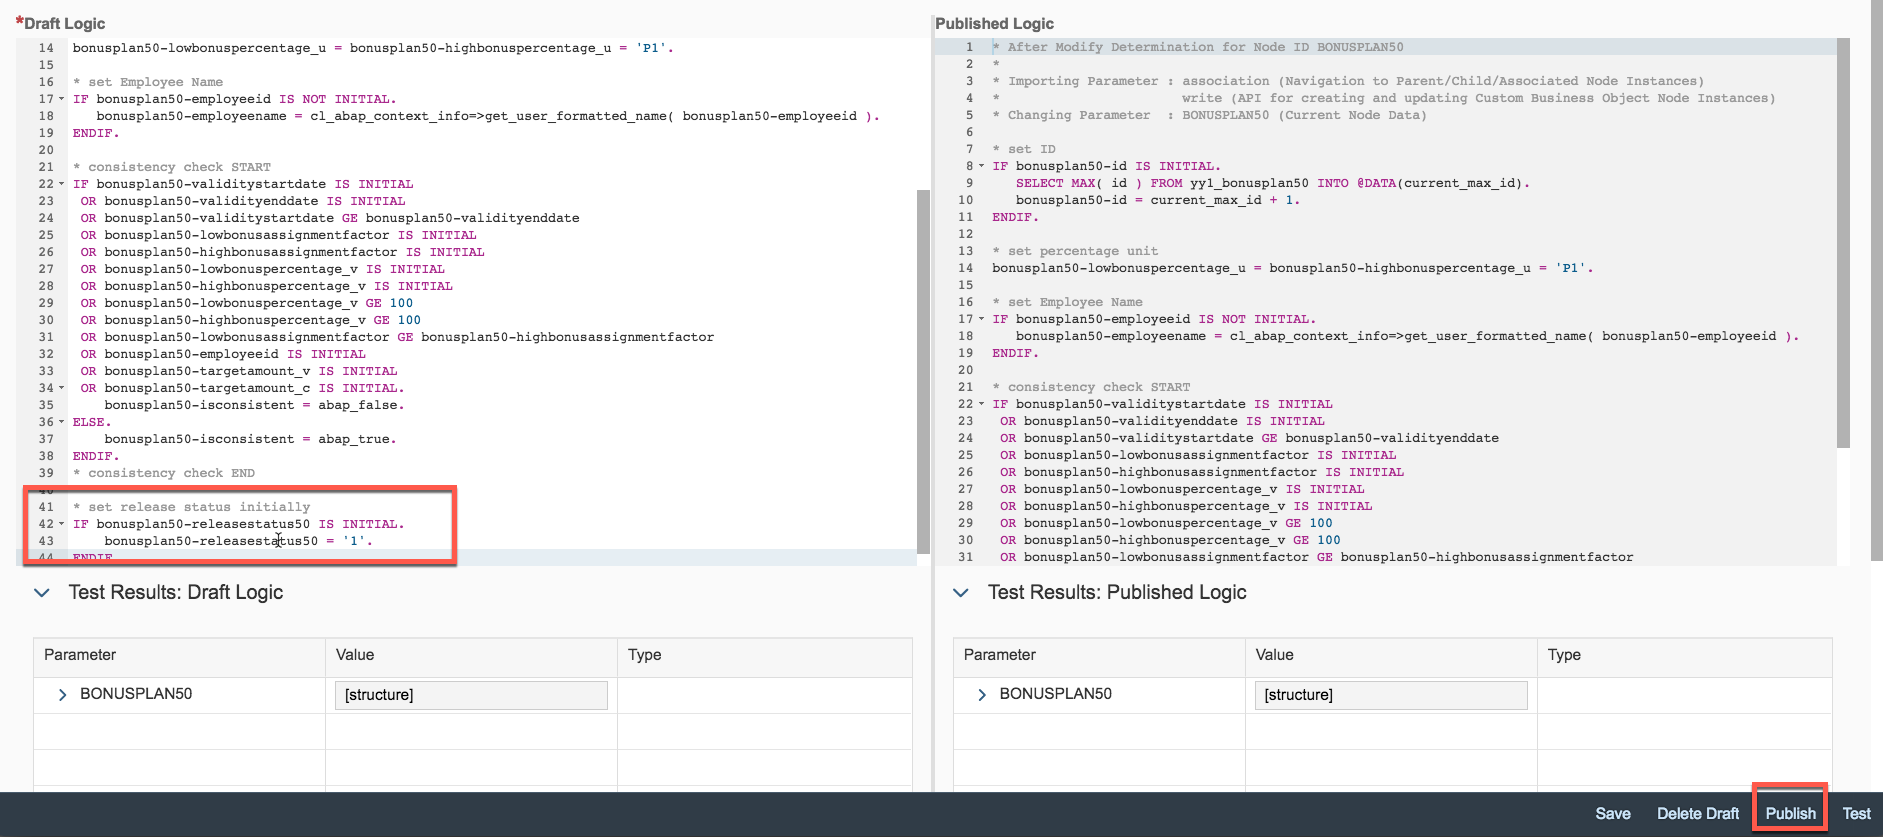 *Draft Logic
14 bonusplan50-lowbonuspercentage_u = bonusplan50-highbonuspercentage_u = 'P1'.
15
16 * set Employee Name
17 IF bonusplan50-employeeid IS NOT INITIAL.
18 bonusplan50-employeename = cl_abap_context_info=>get_user_formatted_name( bonusplan50-employeeid ).
19 ENDIF.
20
21 * consistency check START
22 IF bonusplan50-validitystartdate IS INITIAL
23 OR bonusplan50-validityenddate IS INITIAL
24 OR bonusplan50-validitystartdate GE bonusplan50-validityenddate
25 OR bonusplan50-lowbonusassignmentfactor IS INITIAL
26 OR bonusplan50-highbonusassignmentfactor IS INITIAL
27 OR bonusplan50-lowbonuspercentage_v IS INITIAL
28 OR bonusplan50-highbonuspercentage_v IS INITIAL
29 OR bonusplan50-lowbonuspercentage_v GE 100
30 OR bonusplan50-highbonuspercentage_v GE 100
31 OR bonusplan50-lowbonusassignmentfactor GE bonusplan50-highbonusassignmentfactor
32 OR bonusplan50-employeeid IS INITIAL
33 OR bonusplan50-targetamount_v IS INITIAL
34 OR bonusplan50-targetamount_c IS INITIAL.
35 bonusplan50-isconsistent = abap_false.
36 ELSE.
37 bonusplan50-isconsistent = abap_true.
38 ENDIF.
39 * consistency check END
40
41 * set release status initially
42 IF bonusplan50-releasestatus50 IS INITIAL.
43 bonusplan50-releasestatus50 = '1'.
44 ENDIF
Published Logic
1 * After Modify Determination for Node ID BONUSPLAN50
2 *
3 * Importing Parameter : association (Navigation to Parent/Child/Associated Node Instances)
4 * write (API for creating and updating Custom Business Object Node Instances)
5 * Changing Parameter : BONUSPLAN50 (Current Node Data)
6
7 * set ID
8 IF bonusplan50-id IS INITIAL.
9 SELECT MAX( id ) FROM yy1_bonusplan50 INTO @DATA(current_max_id).
10 bonusplan50-id = current_max_id + 1.
11 ENDIF.
12
13 * set percentage unit
14 bonusplan50-lowbonuspercentage_u = bonusplan50-highbonuspercentage_u = 'P1'.
15
16 * set Employee Name
17 IF bonusplan50-employeeid IS NOT INITIAL.
18 bonusplan50-employeename = cl_abap_context_info=>get_user_formatted_name( bonusplan50-employeeid ).
19 ENDIF.
20
21 * consistency check START
22 IF bonusplan50-validitystartdate IS INITIAL
23 OR bonusplan50-validityenddate IS INITIAL
24 OR bonusplan50-validitystartdate GE bonusplan50-validityenddate
25 OR bonusplan50-lowbonusassignmentfactor IS INITIAL
26 OR bonusplan50-highbonusassignmentfactor IS INITIAL
27 OR bonusplan50-lowbonuspercentage_v IS INITIAL
28 OR bonusplan50-highbonuspercentage_v IS INITIAL
29 OR bonusplan50-lowbonuspercentage_v GE 100
30 OR bonusplan50-highbonuspercentage_v GE 100
31 OR bonusplan50-lowbonusassignmentfactor GE bonusplan50-highbonusassignmentfactor
Test Results: Draft Logic
Parameter Value Type
BONUSPLAN50 [structure]
Test Results: Published Logic
Parameter Value Type
BONUSPLAN50 [structure]
Save Delete Draft Publish Test